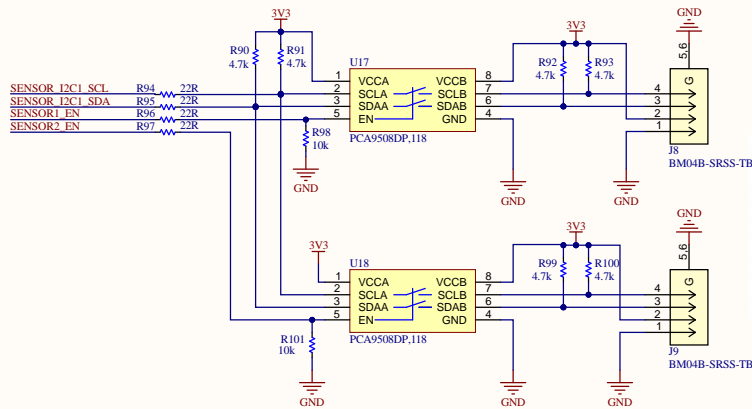 GND
3V3
3V3
5,6
R90
4.7k
R91
4.7k
U17
R92
4.7k
R93
4.7k
G
1 VCCA VCCB 8
SENSOR_I2C1_SCL R94 22R
2 SCLA SCLB 7
4
SENSOR_I2C1_SDA R95 22R
3 SDAA SDAB 6
3
SENSOR1_EN R96 22R
5 EN GND 4
2
SENSOR2_EN R97 22R
1
R98
10k
PCA9508DP,118
J8
BM04B-SRSS-TB
GND
GND
GND
GND
3V3
3V3
5,6
U18
R99
4.7k
R100
4.7k
G
1 VCCA VCCB 8
2 SCLA SCLB 7
4
3 SDAA SDAB 6
3
5 EN GND 4
2
1
R101
10k
PCA9508DP,118
J9
BM04B-SRSS-TB
GND
GND
GND